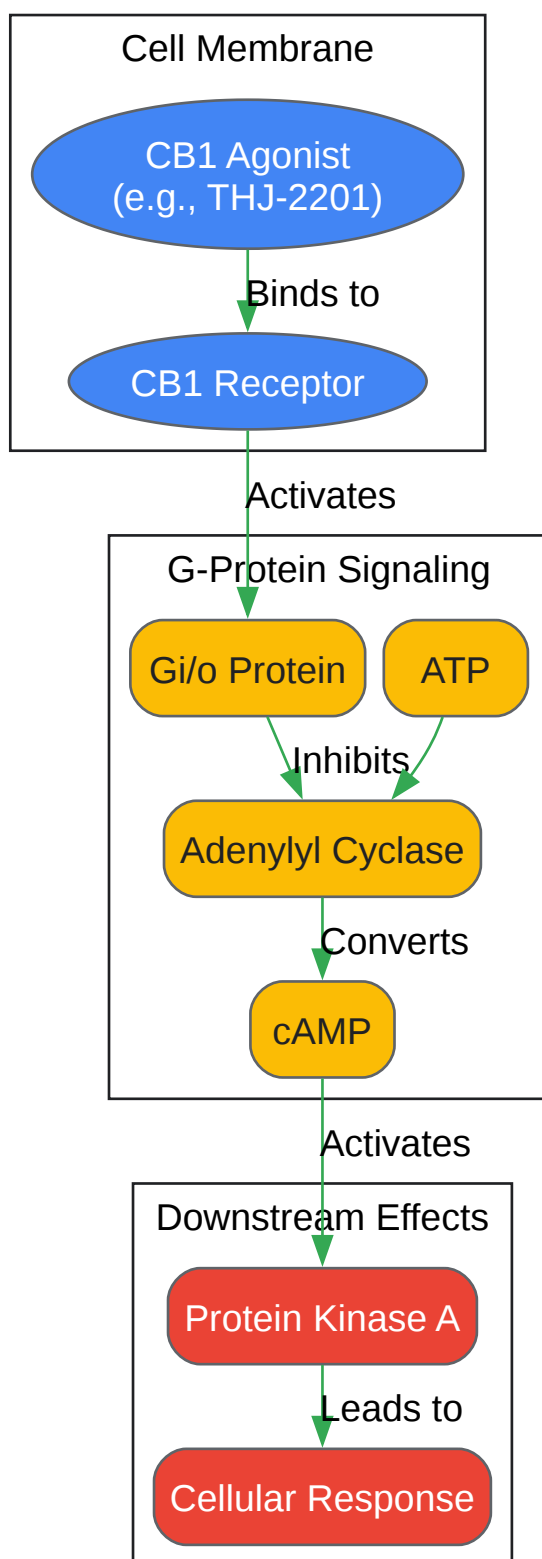 Cell Membrane
CB1 Agonist
(e.g., THJ-2201)
Binds to
CB1 Receptor
Activates
G-Protein Signaling
Gi/o Protein
ATP
Inhibits
Adenylyl Cyclase
Converts
cAMP
Activates
Downstream Effects
Protein Kinase A
Leads to
Cellular Response